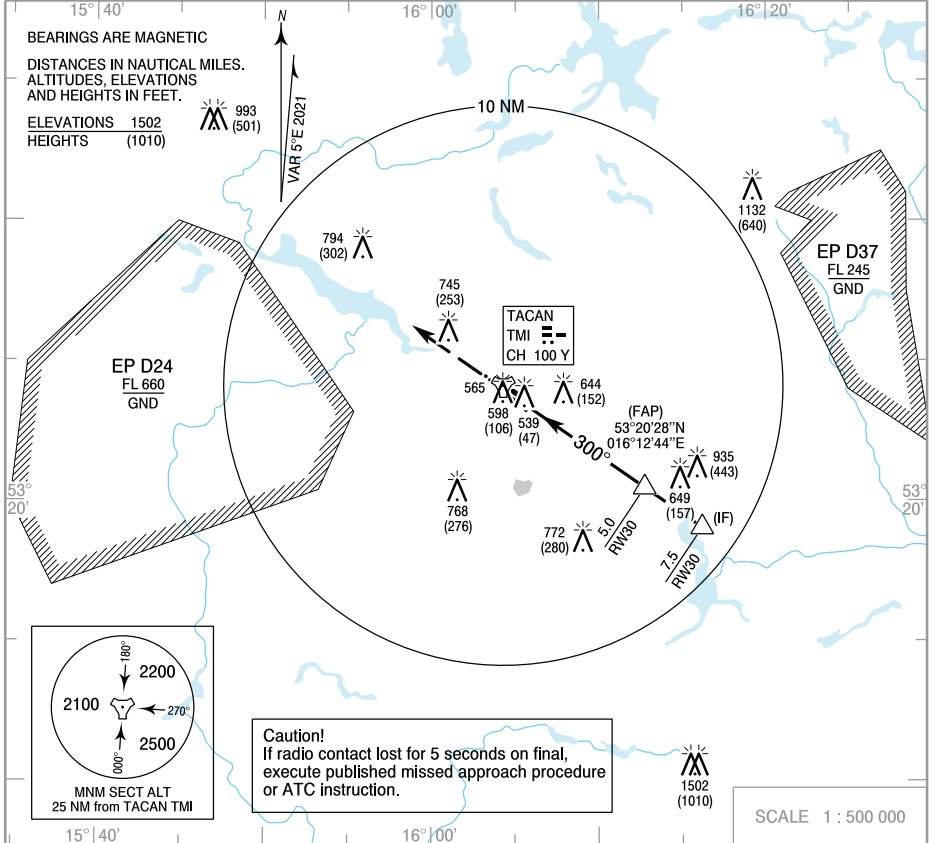 15° 40’
16° 00’
16° 20’
BEARINGS ARE MAGNETIC
DISTANCES IN NAUTICAL MILES.
ALTITUDES, ELEVATIONS
AND HEIGHTS IN FEET.
ELEVATIONS 1502
HEIGHTS (1010)
993
(501)
N
VAR 5°E 2021
10 NM
1132
(640)
EP D37
FL 245
GND
794
(302)
745
(253)
TACAN
TMI
CH 100 Y
EP D24
FL 660
GND
565
598
(106)
539
(47)
644
(152)
(FAP)
53°20’28’’N
016°12’44’’E
300°
935
(443)
649
(157)
(IF)
53°
20’
53°
20’
768
(276)
772
(280)
5.0
RW30
7.5
RW30
180°
2200
2100
270°
2500
000°
MNM SECT ALT
25 NM from TACAN TMI
Caution!
If radio contact lost for 5 seconds on final,
execute published missed approach procedure
or ATC instruction.
1502
(1010)
SCALE 1 : 500 000
15° 40’
16° 00’